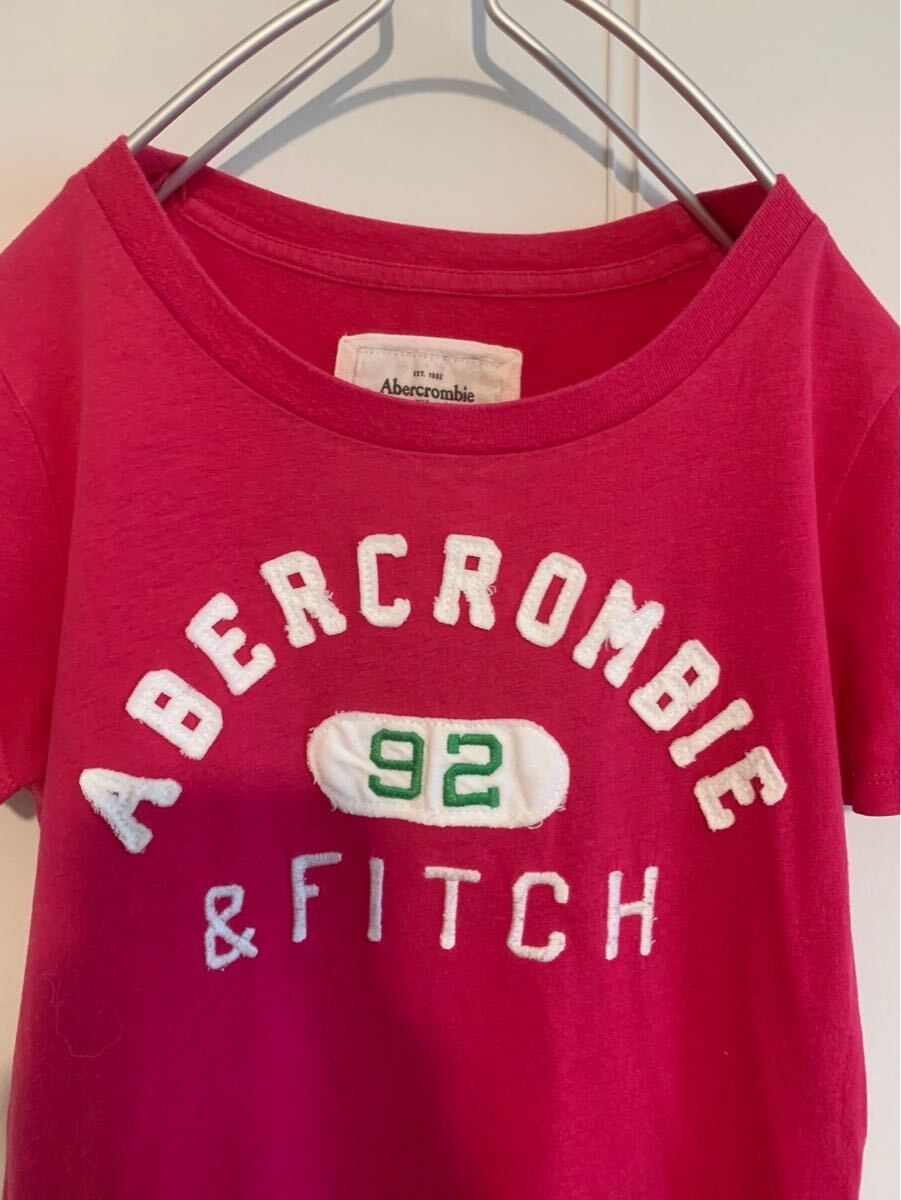 EST. 1892
Abercrombie
ABERCROMBIE
92
& FITCH